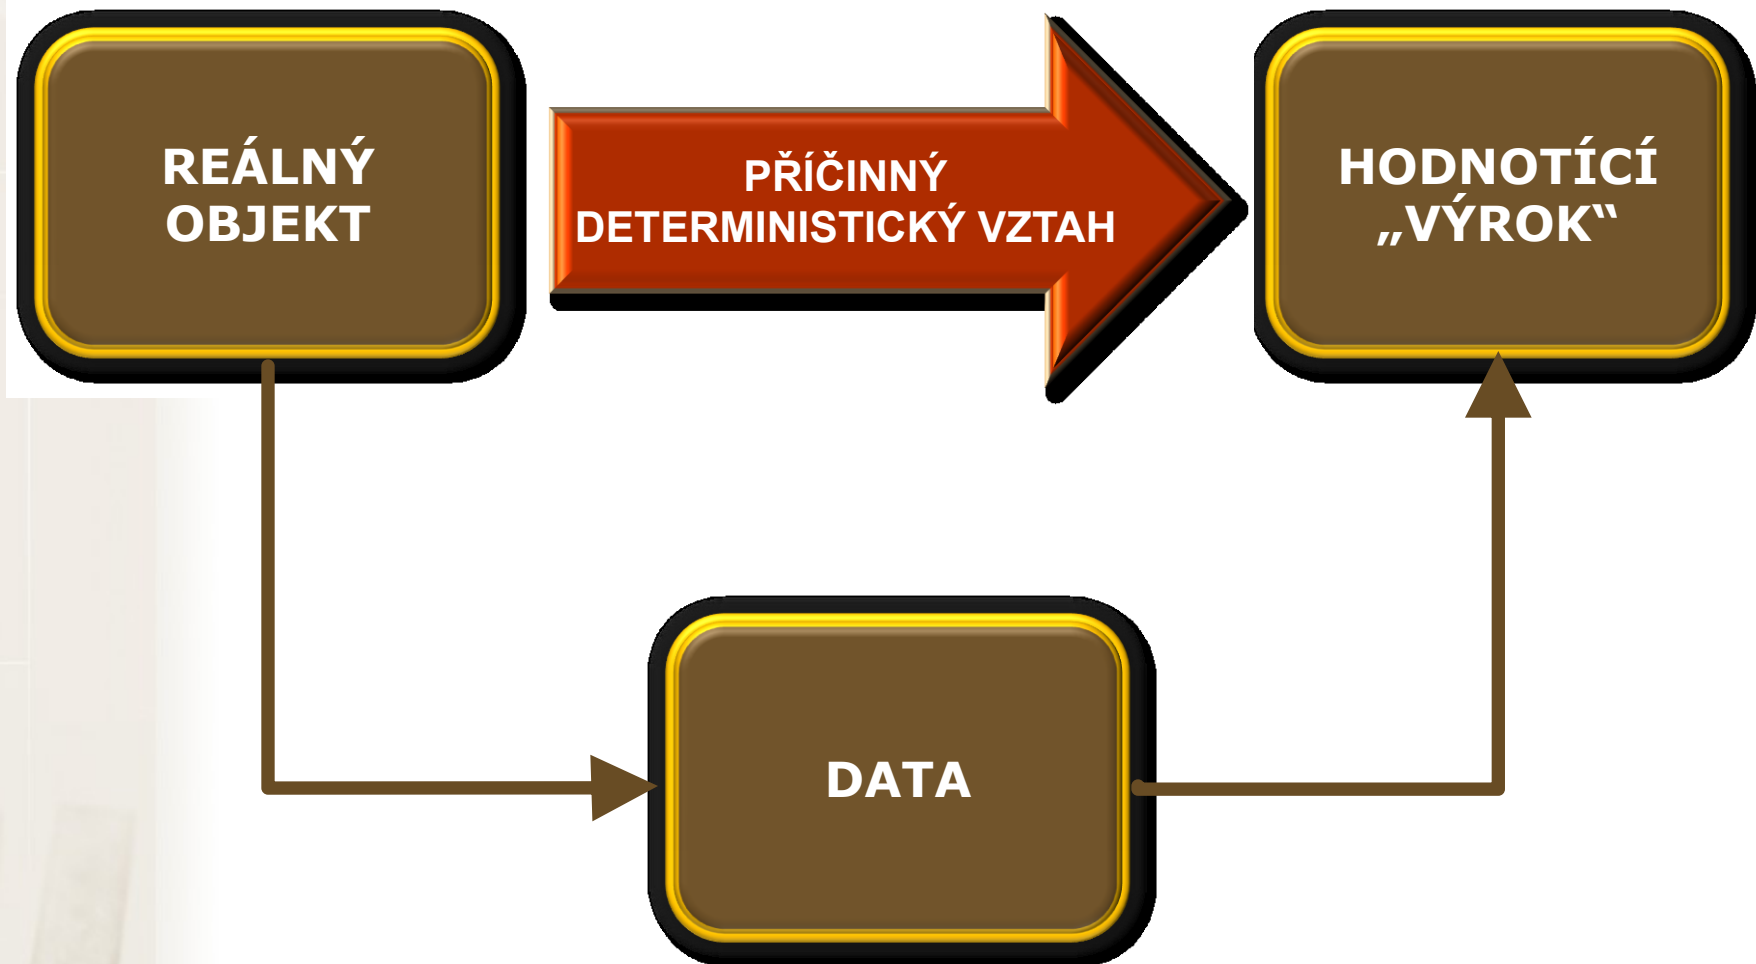 REÁLNÝ
OBJEKT
PŘÍČINNÝ
DETERMINISTICKÝ VZTAH
HODNOTÍCÍ
„VÝROK“
DATA